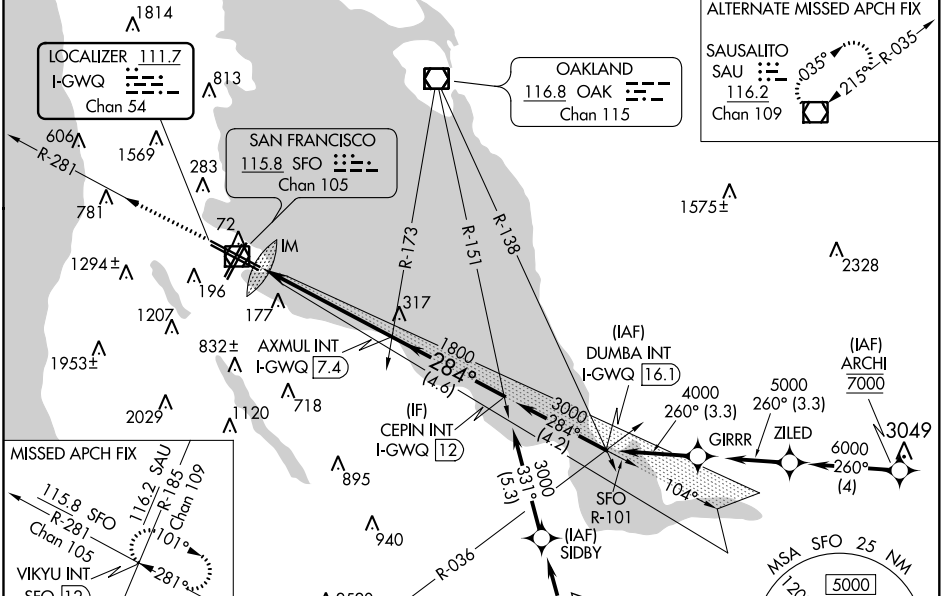 1814
LOCALIZER 111.7
I-GWQ
Chan 54
813
OAKLAND
116.8 OAK
Chan 115
ALTERNATE MISSED APCH FIX
SAUSALITO
SAU
116.2
Chan 109
035°
215°
R-035
606
R-281
1569
283
SAN FRANCISCO
115.8 SFO
Chan 105
781
72
IM
R-173
R-151
R-138
1575±
2328
1294±
196
177
317
1207
1953±
832±
AXMUL INT
I-GWQ 7.4
1800
284°
(4.6)
(IAF)
DUMBA INT
I-GWQ 16.1
(IAF)
ARCHI
7000
2029
1120
718
(IF)
CEPIN INT
I-GWQ 12
3000
284°
(4.2)
4000
260° (3.3)
GIRRR
5000
260° (3.3)
ZILED
6000
260°
(4)
3049
895
940
3000
331°
(5.3)
SFO
R-101
104°
(IAF)
SIDBY
R-036
MISSED APCH FIX
115.8 SFO
R-281
Chan 105
116.2 SAU
R-185
Chan 109
101°
281°
VIKYU INT
SFO 12
MSA SFO 25 NM
5000
120°